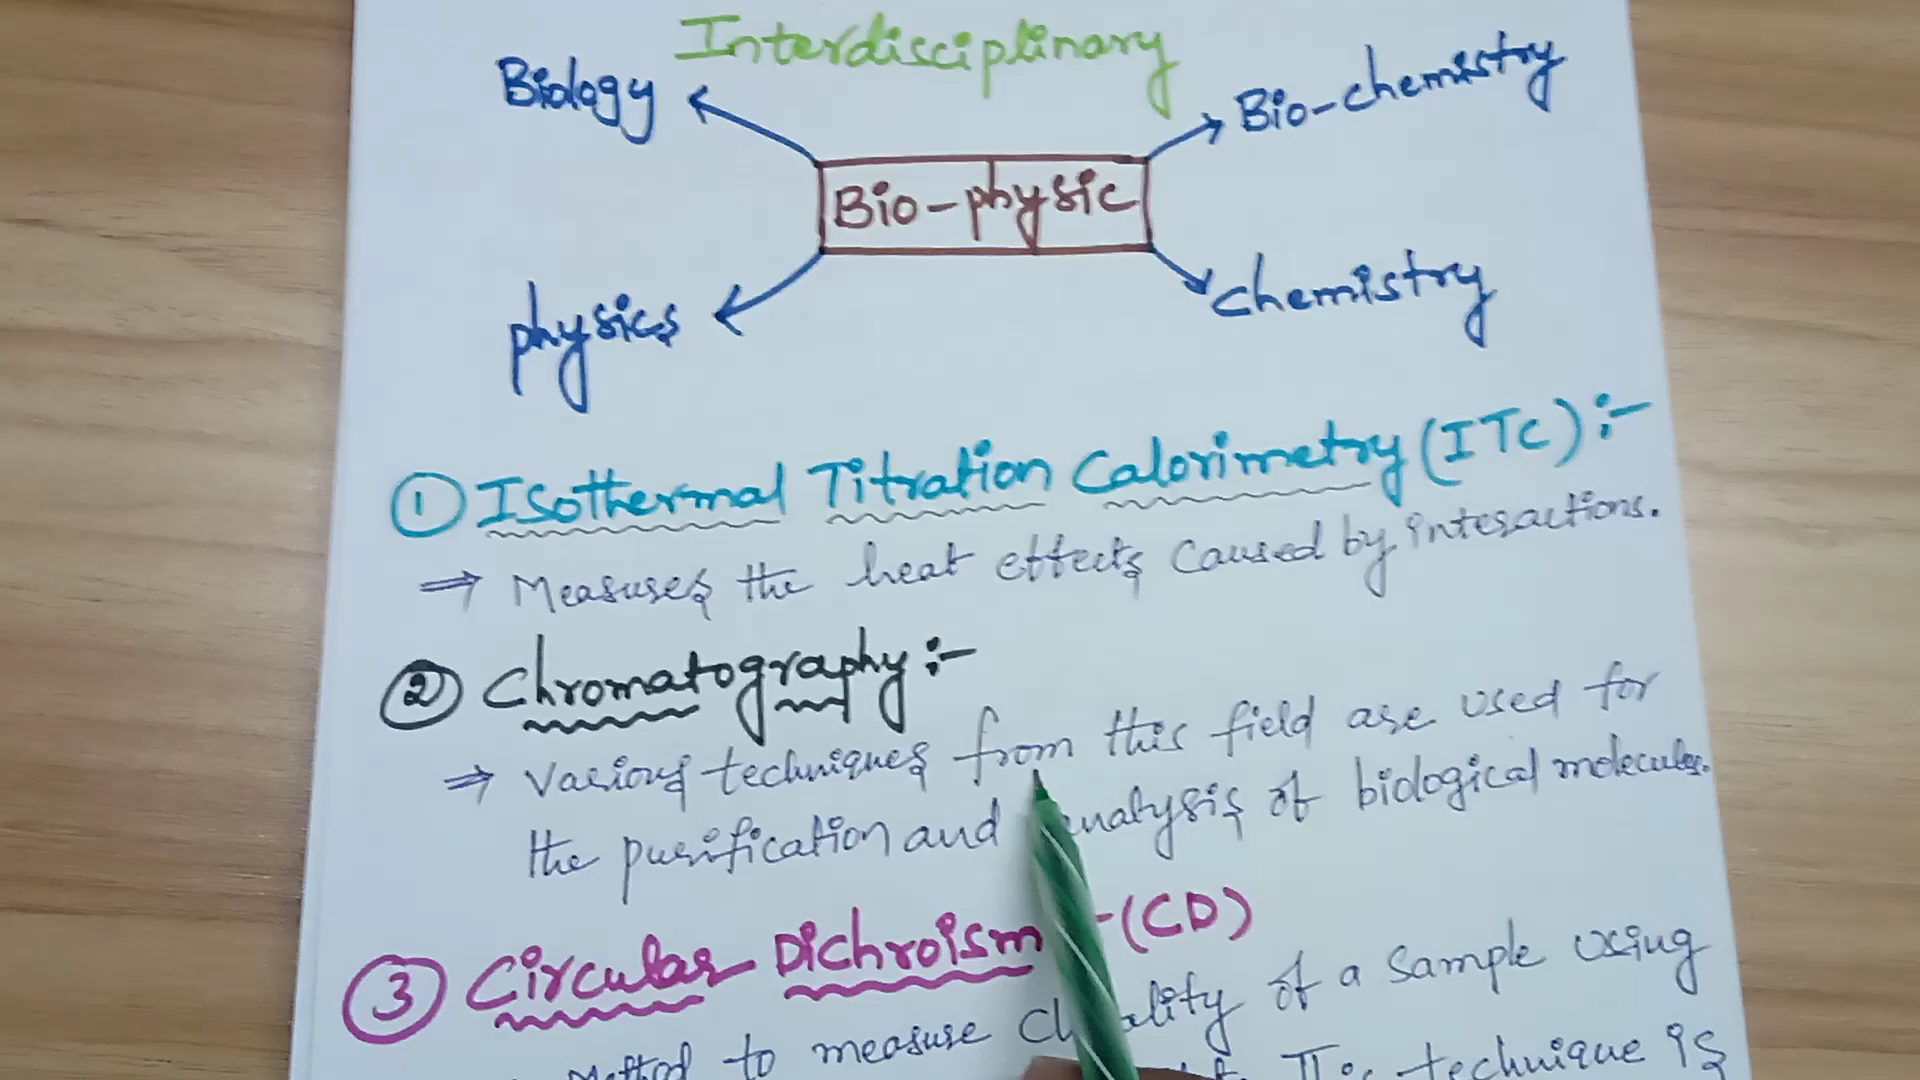 Interdisciplinary
Biology
Bio-chemistry
Bio-physic
physics
chemistry
① Isothermal Titration Calorimetry (ITC) :-
⇒ Measures the heat effects caused by interactions.
② Chromatography :-
⇒ Various techniques from this field are used for
the purification and analysis of biological molecules.
③ Circular Dichroism - (CD)
Method to measure chirality of a sample using
technique is